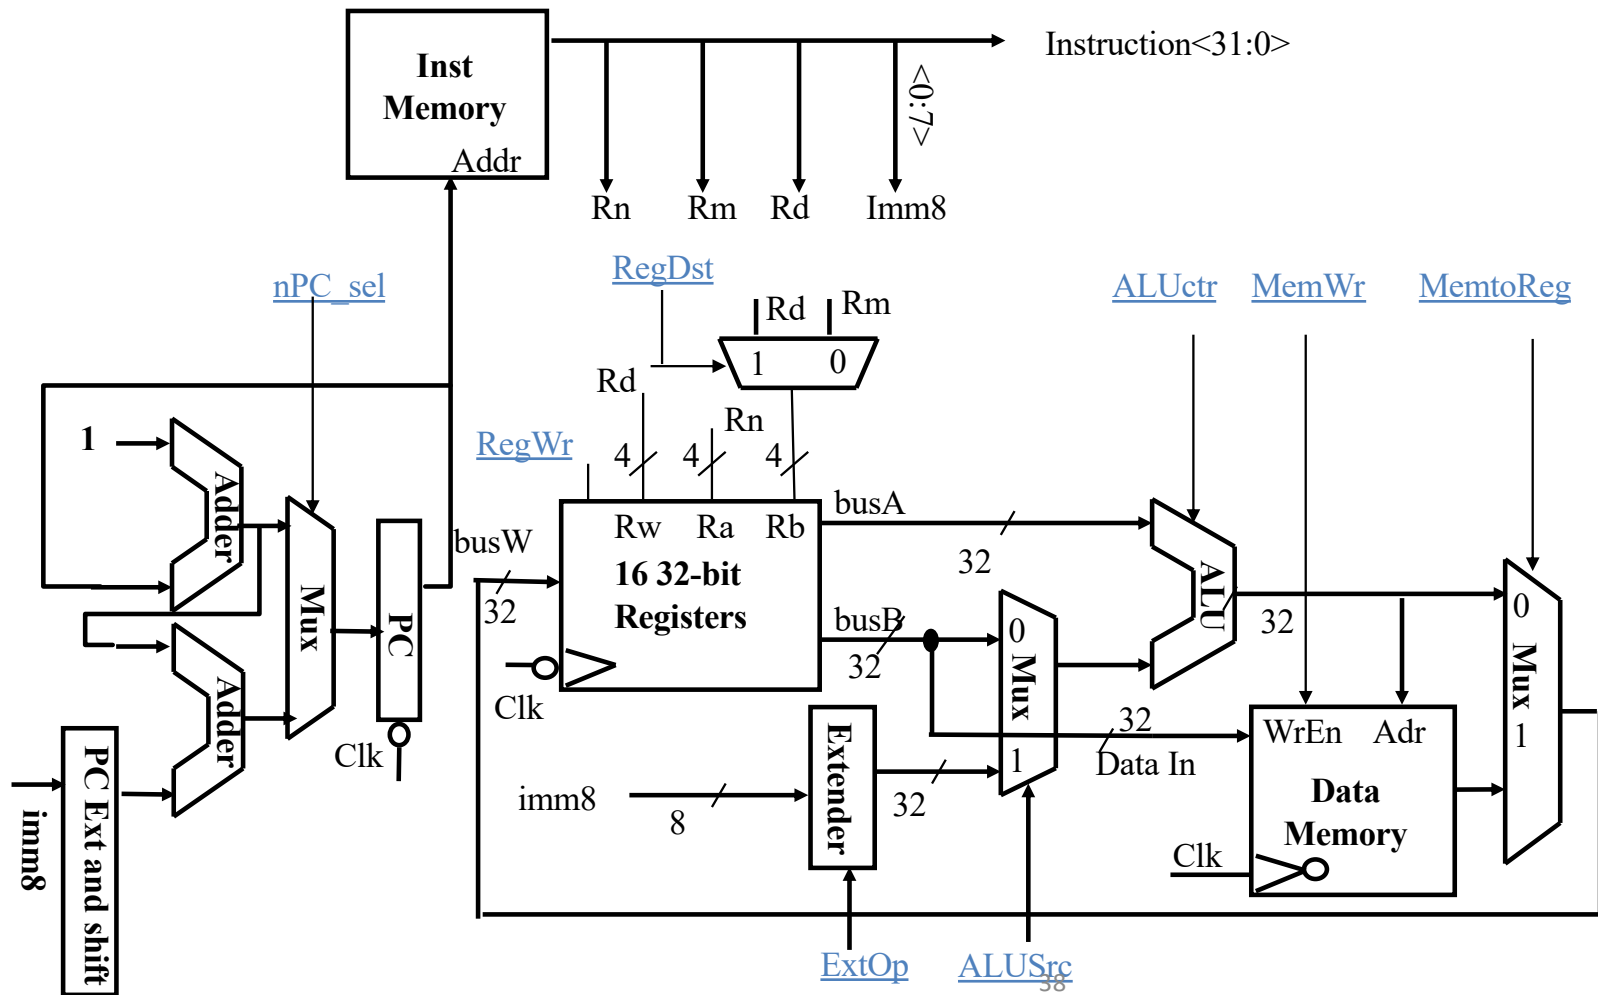 Inst
Memory
Addr
Instruction<31:0>
<0:7>
Rn
Rm
Rd
Imm8
nPC_sel
RegDst
Rd
Rm
1
0
ALUctr
MemWr
MemtoReg
Rd
Rn
RegWr
4
4
4
1
Adder
Mux
PC
Adder
Clk
imm8
PC Ext and shift
busW
32
Rw
Ra
Rb
16 32-bit
Registers
Clk
busA
32
busB
32
0
Mux
1
imm8
8
Extender
32
ExtOp
ALUSrc
ALU
32
32
Data In
WrEn
Adr
Data
Memory
Clk
0
Mux
1
38